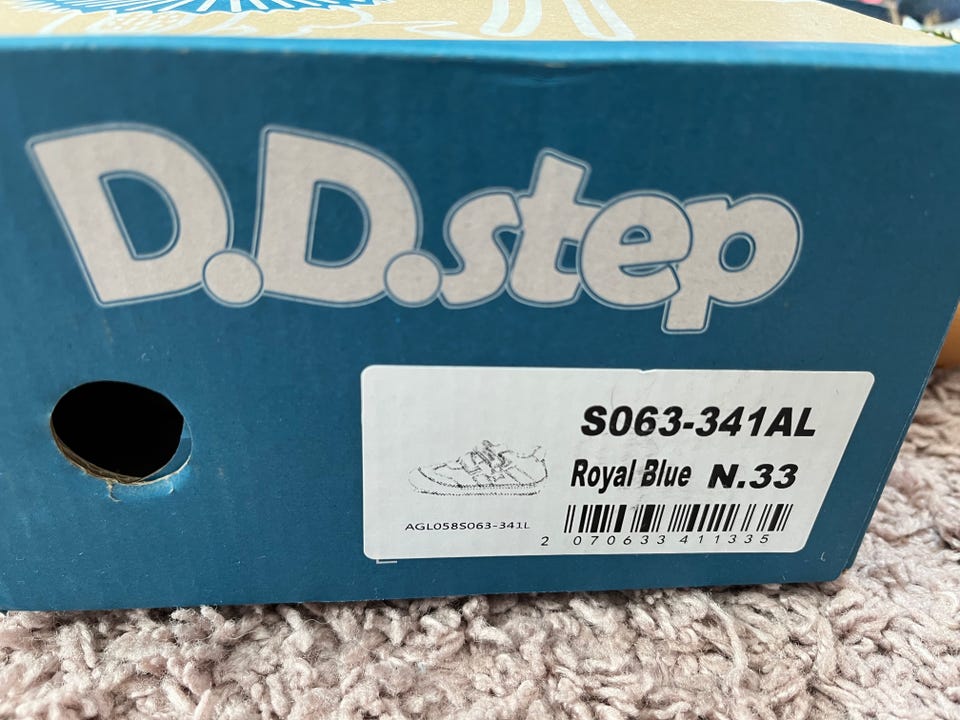 D.D.step
S063-341AL
Royal Blue N.33
AGL058S063-341L
2 070633 411335